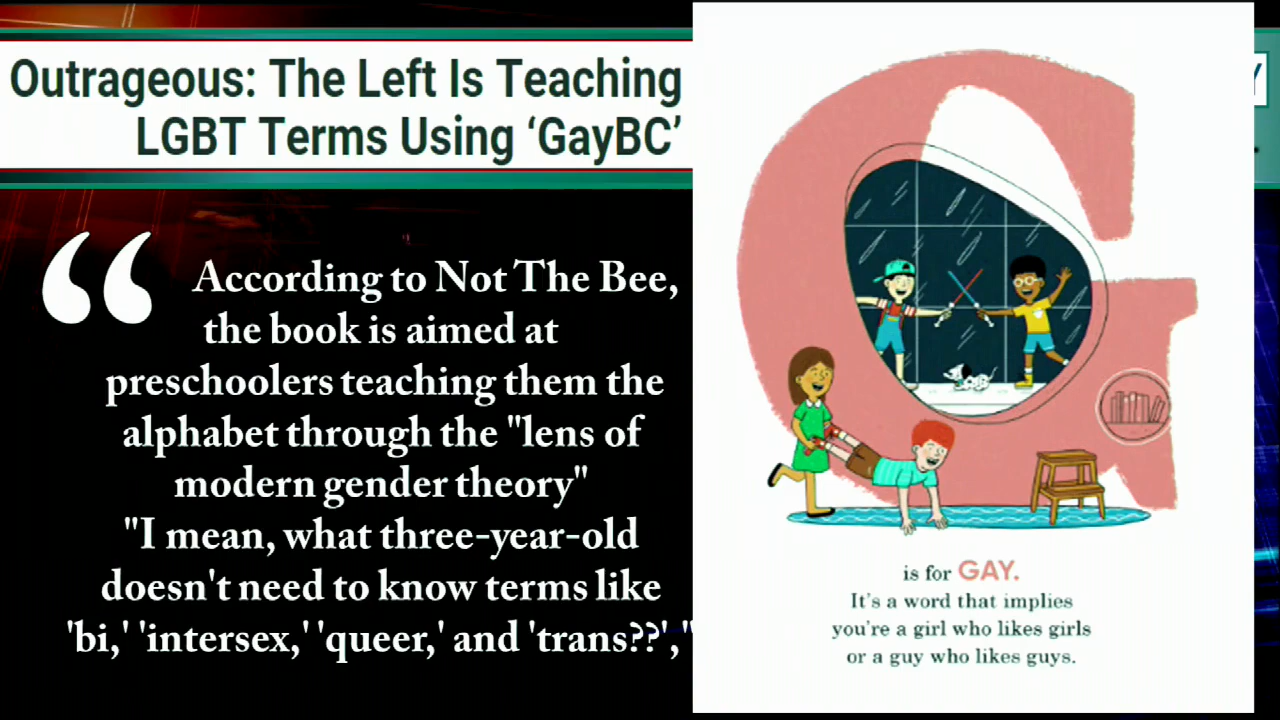 Outrageous: The Left Is Teaching
LGBT Terms Using ‘GayBC’
“
According to Not The Bee,
the book is aimed at
preschoolers teaching them the
alphabet through the "lens of
modern gender theory"
"I mean, what three-year-old
doesn't need to know terms like
'bi,' 'intersex,' 'queer,' and 'trans??',"
G
is for GAY.
It's a word that implies
you're a girl who likes girls
or a guy who likes guys.